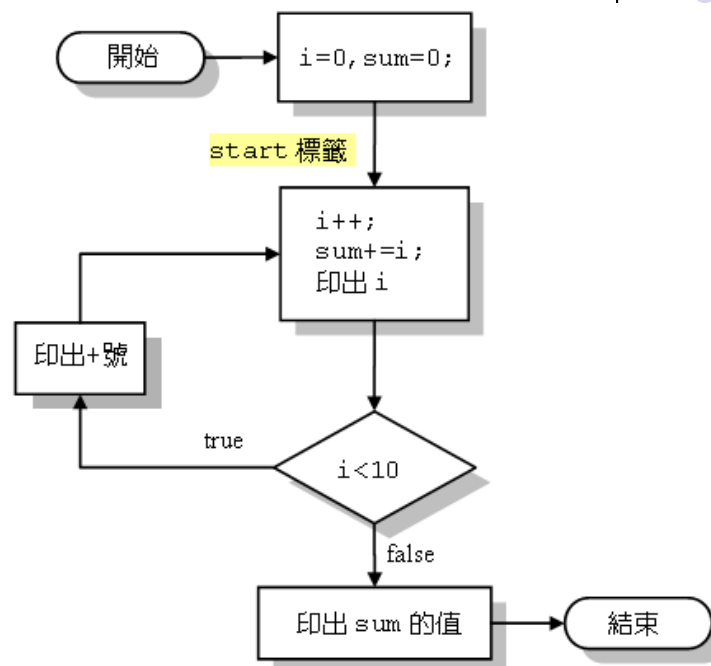 開始
i=0,sum=0;
start 標籤
i++;
sum+=i;
印出 i
印出+號
true
i<10
false
印出 sum 的值
結束